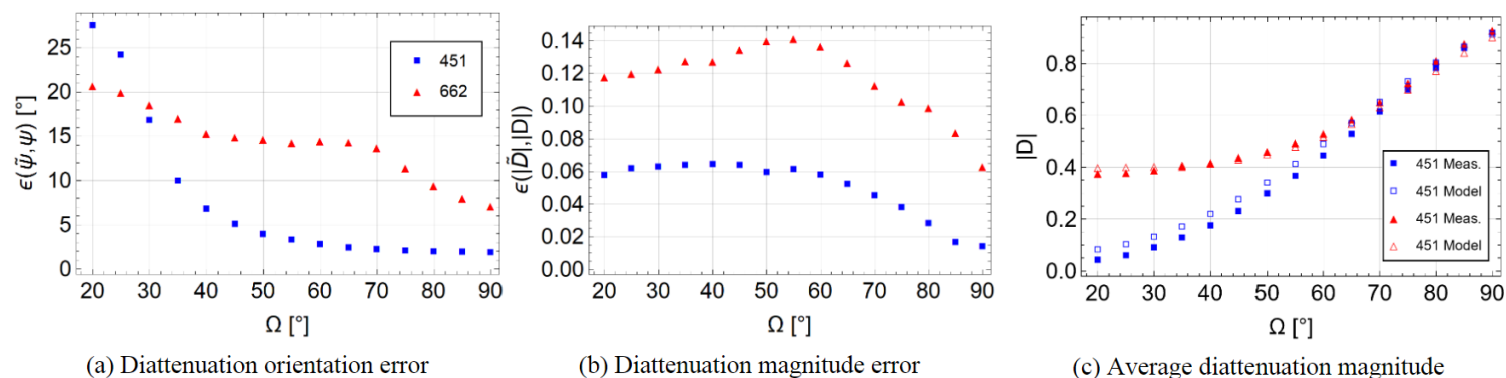 ϵ(ψ̃,ψ) [°]
25
20
15
10
5
0
451
662
20 30 40 50 60 70 80 90
Ω [°]
(a) Diattenuation orientation error
ϵ(|D̃|,|D|)
0.14
0.12
0.10
0.08
0.06
0.04
0.02
0.00
20 30 40 50 60 70 80 90
Ω [°]
(b) Diattenuation magnitude error
|D|
0.8
0.6
0.4
0.2
0.0
451 Meas.
451 Model
451 Meas.
451 Model
20 30 40 50 60 70 80 90
Ω [°]
(c) Average diattenuation magnitude